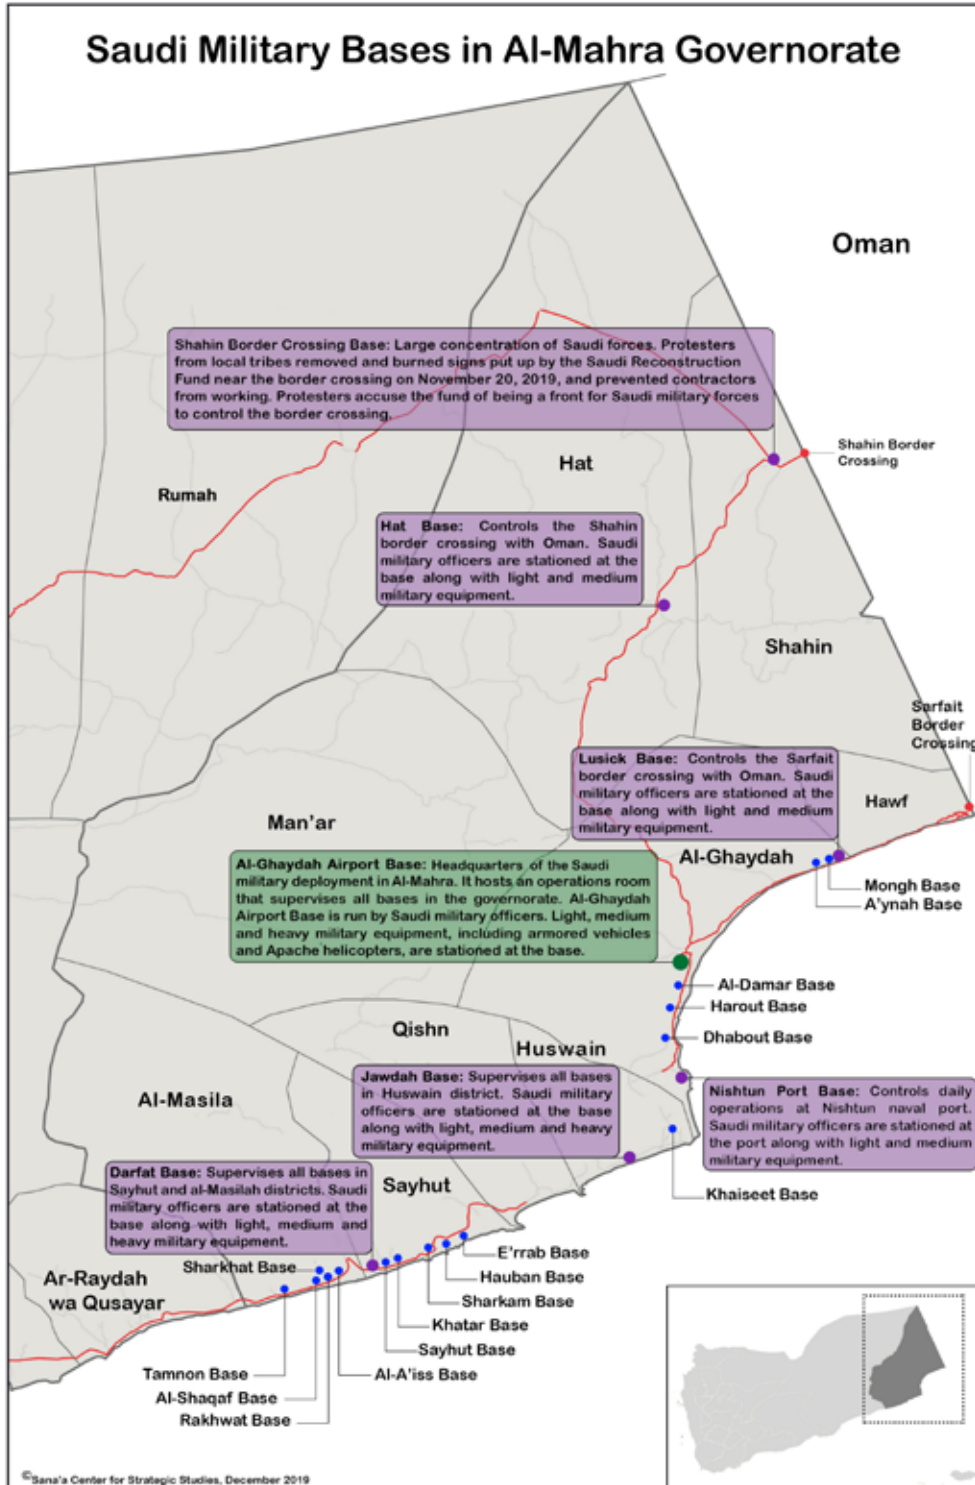 Saudi Military Bases in Al-Mahra Governorate
Oman
Shahin Border Crossing Base: Large concentration of Saudi forces. Protesters
from local tribes removed and burned signs put up by the Saudi Reconstruction
Fund near the border crossing on November 20, 2019, and prevented contractors
from working. Protesters accuse the fund of being a front for Saudi military forces
to control the border crossing.
Shahin Border
Crossing
Hat
Rumah
Hat Base: Controls the Shahin
border crossing with Oman. Saudi
military officers are stationed at the
base along with light and medium
military equipment.
Shahin
Sarfait
Border
Crossing
Lusick Base: Controls the Sarfait
border crossing with Oman. Saudi
military officers are stationed at the
base along with light and medium
military equipment.
Hawf
Man'ar
Al-Ghaydah
Al-Ghaydah Airport Base: Headquarters of the Saudi
military deployment in Al-Mahra. It hosts an operations room
that supervises all bases in the governorate. Al-Ghaydah
Airport Base is run by Saudi military officers. Light, medium
and heavy military equipment, including armored vehicles
and Apache helicopters, are stationed at the base.
Mongh Base
A'ynah Base
Al-Damar Base
Harout Base
Dhabout Base
Qishn
Huswain
Jawdah Base: Supervises all bases
in Huswain district. Saudi military
officers are stationed at the base
along with light, medium and heavy
military equipment.
Nishtun Port Base: Controls daily
operations at Nishtun naval port.
Saudi military officers are stationed at
the port along with light and medium
military equipment.
Al-Masila
Darfat Base: Supervises all bases in
Sayhut and al-Masilah districts. Saudi
military officers are stationed at the
base along with light, medium and
heavy military equipment.
Sayhut
Khaiseet Base
Sharkhat Base
E'rrab Base
Hauban Base
Sharkam Base
Khatar Base
Sayhut Base
Al-A'iss Base
Ar-Raydah
wa Qusayar
Tamnon Base
Al-Shaqaf Base
Rakhwat Base
©Sana'a Center for Strategic Studies, December 2019